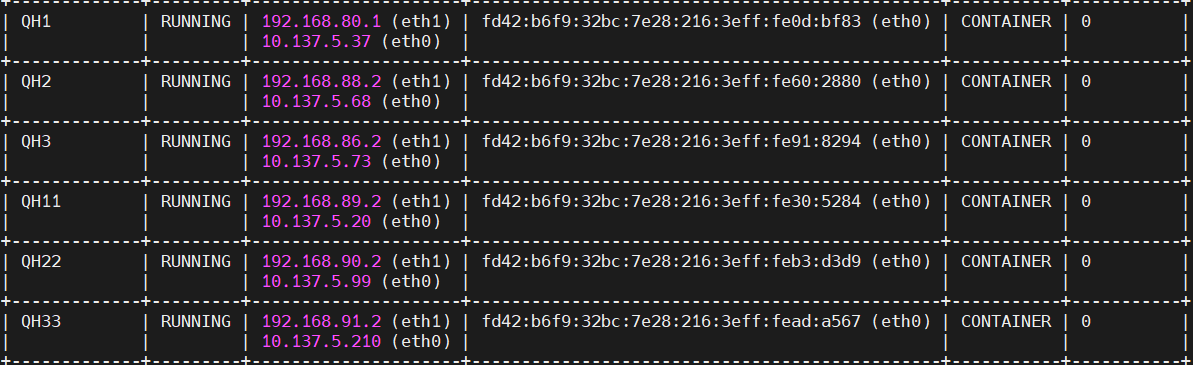 +-------------+---------+---------------------+-----------------------------------------------+-----------+-----------+
| QH1         | RUNNING | 192.168.80.1 (eth1) | fd42:b6f9:32bc:7e28:216:3eff:fe0d:bf83 (eth0) | CONTAINER | 0         |
|             |         | 10.137.5.37 (eth0)  |                                               |           |           |
+-------------+---------+---------------------+-----------------------------------------------+-----------+-----------+
| QH2         | RUNNING | 192.168.88.2 (eth1) | fd42:b6f9:32bc:7e28:216:3eff:fe60:2880 (eth0) | CONTAINER | 0         |
|             |         | 10.137.5.68 (eth0)  |                                               |           |           |
+-------------+---------+---------------------+-----------------------------------------------+-----------+-----------+
| QH3         | RUNNING | 192.168.86.2 (eth1) | fd42:b6f9:32bc:7e28:216:3eff:fe91:8294 (eth0) | CONTAINER | 0         |
|             |         | 10.137.5.73 (eth0)  |                                               |           |           |
+-------------+---------+---------------------+-----------------------------------------------+-----------+-----------+
| QH11        | RUNNING | 192.168.89.2 (eth1) | fd42:b6f9:32bc:7e28:216:3eff:fe30:5284 (eth0) | CONTAINER | 0         |
|             |         | 10.137.5.20 (eth0)  |                                               |           |           |
+-------------+---------+---------------------+-----------------------------------------------+-----------+-----------+
| QH22        | RUNNING | 192.168.90.2 (eth1) | fd42:b6f9:32bc:7e28:216:3eff:feb3:d3d9 (eth0) | CONTAINER | 0         |
|             |         | 10.137.5.99 (eth0)  |                                               |           |           |
+-------------+---------+---------------------+-----------------------------------------------+-----------+-----------+
| QH33        | RUNNING | 192.168.91.2 (eth1) | fd42:b6f9:32bc:7e28:216:3eff:fead:a567 (eth0) | CONTAINER | 0         |
|             |         | 10.137.5.210 (eth0) |                                               |           |           |
+-------------+---------+---------------------+-----------------------------------------------+-----------+-----------+